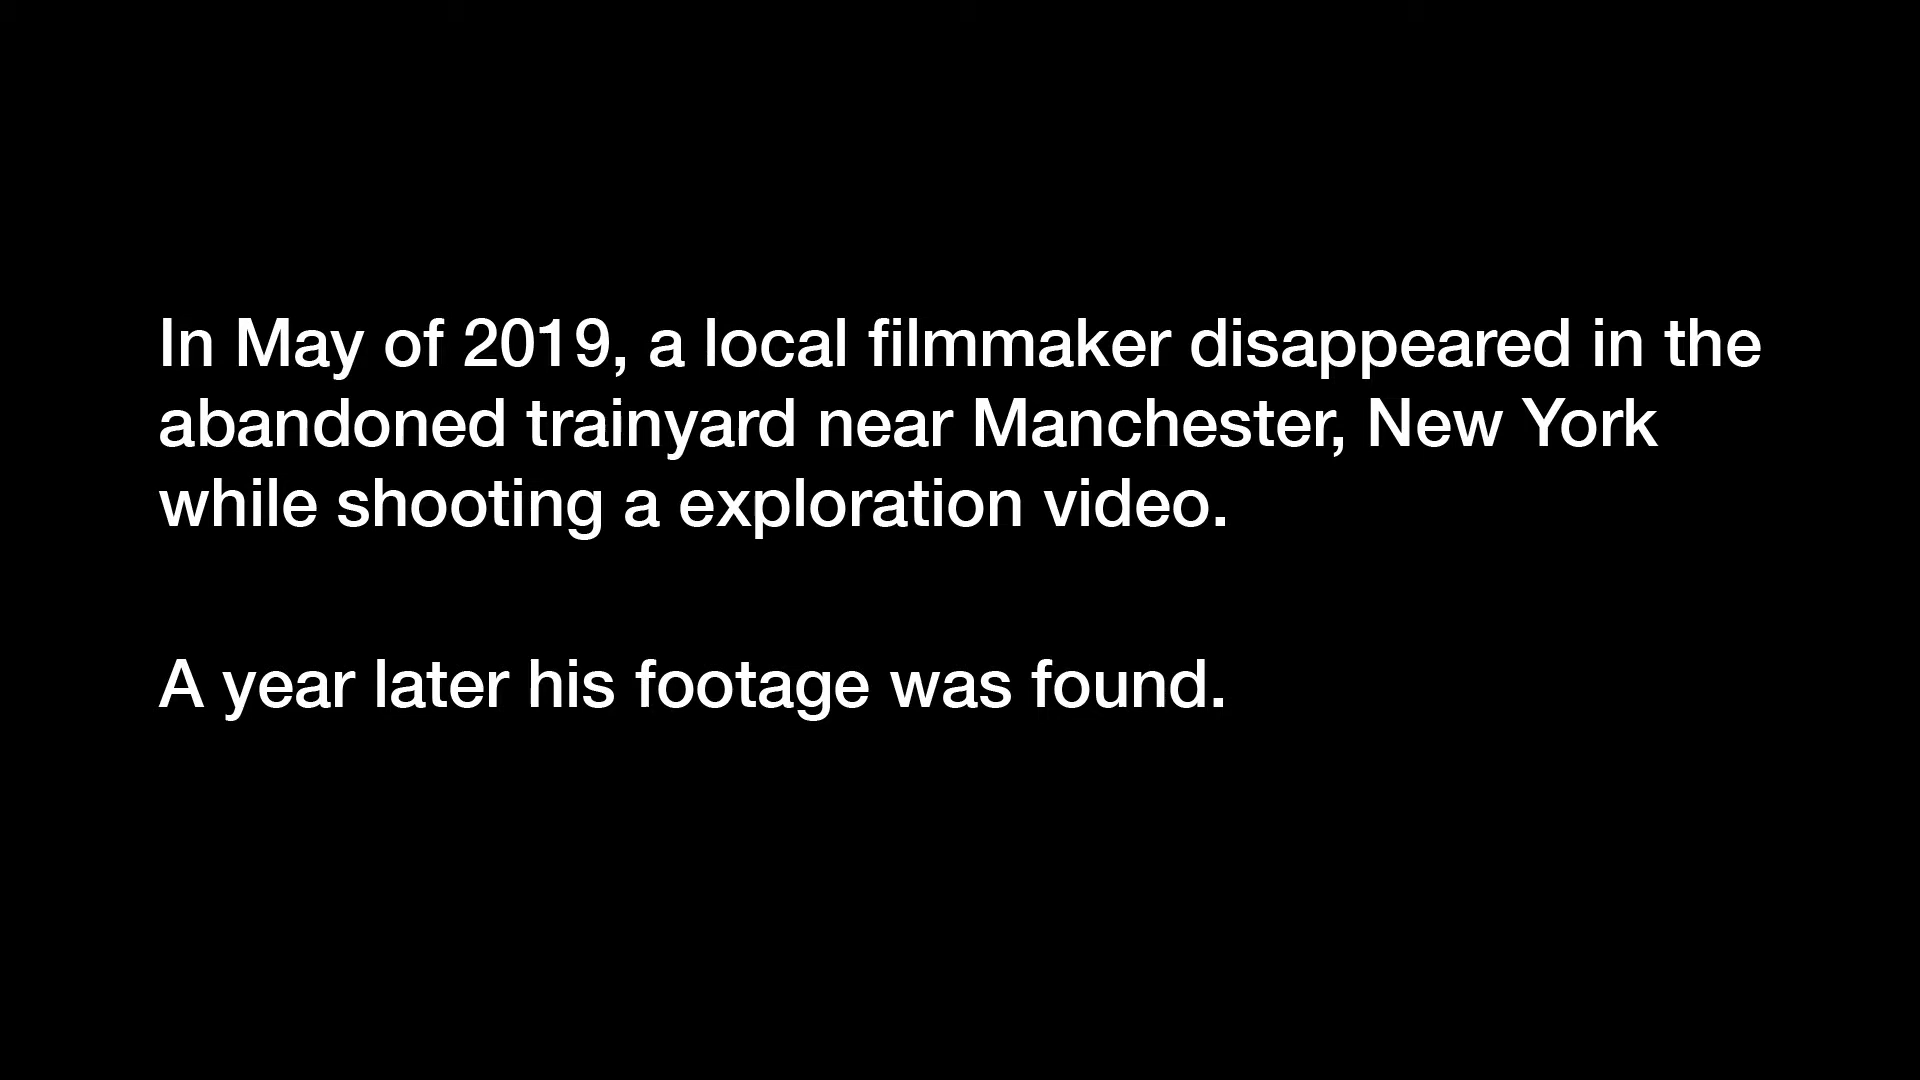 In May of 2019, a local filmmaker disappeared in the
abandoned trainyard near Manchester, New York
while shooting a exploration video.
A year later his footage was found.